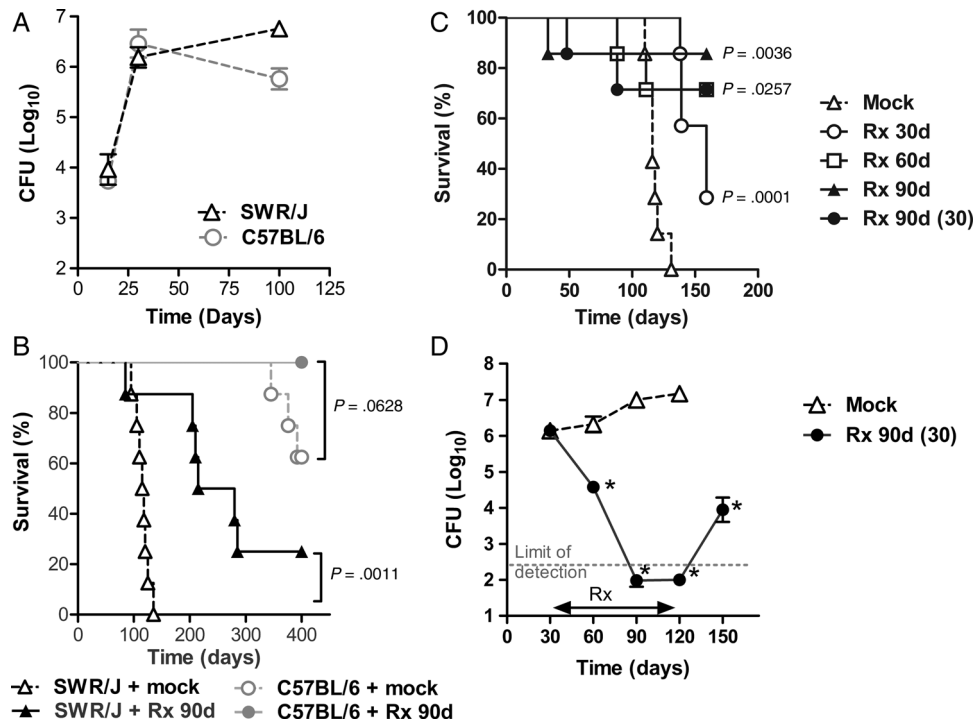 A
CFU (Log10)
7
6
5
4
3
2
0 25 50 75 100 125
Time (Days)
SWR/J
C57BL/6
B
Survival (%)
100
80
60
40
20
0
0 100 200 300 400
Time (days)
P = .0628
P = .0011
SWR/J + mock
SWR/J + Rx 90d
C57BL/6 + mock
C57BL/6 + Rx 90d
C
Survival (%)
100
80
60
40
20
0
0 50 100 150 200
Time (days)
P = .0036
P = .0257
P = .0001
Mock
Rx 30d
Rx 60d
Rx 90d
Rx 90d (30)
D
CFU (Log10)
8
7
6
5
4
3
2
1
0 30 60 90 120 150
Time (days)
Limit of
detection
Rx
*
*
*
*
Mock
Rx 90d (30)